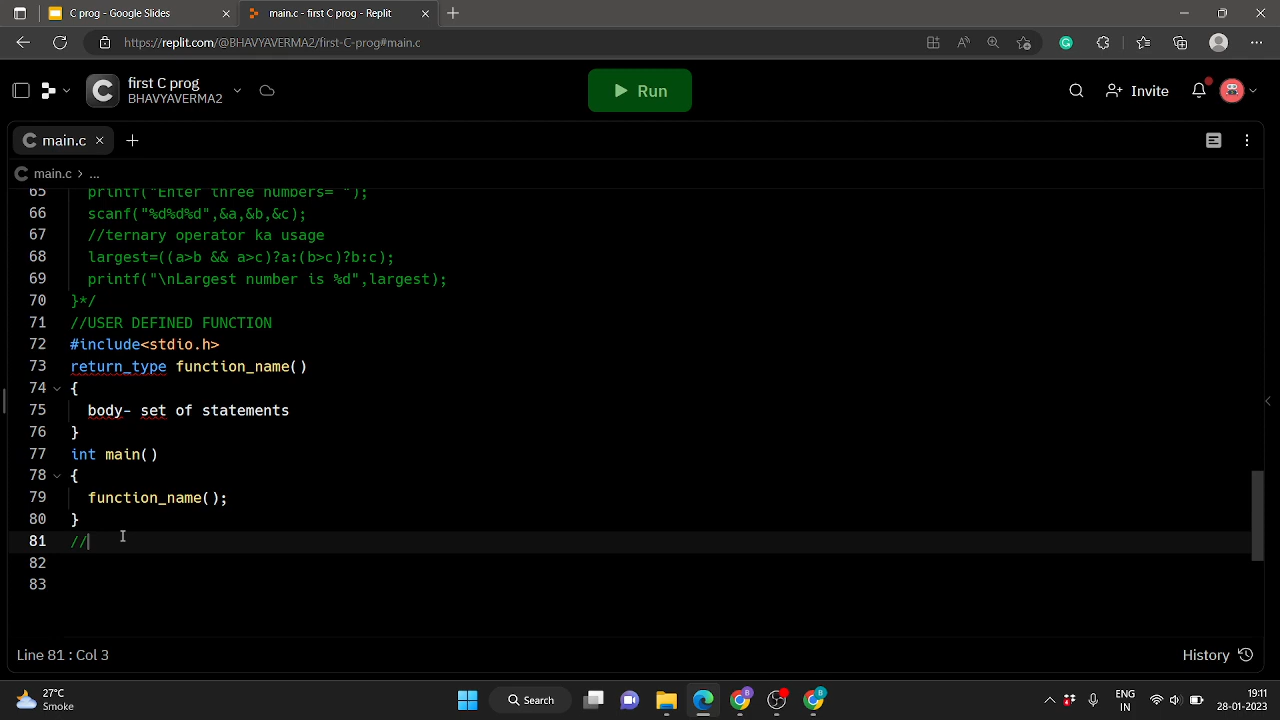 C prog - Google Slides
main.c - first C prog - Replit
https://replit.com/@BHAVYAVERMA2/first-C-prog#main.c
first C prog
BHAVYAVERMA2
Run
Invite
main.c
main.c > ...
65 printf("Enter three numbers= ");
66 scanf("%d%d%d",&a,&b,&c);
67 //ternary operator ka usage
68 largest=((a>b && a>c)?a:(b>c)?b:c);
69 printf("\nLargest number is %d",largest);
70 }*/
71 //USER DEFINED FUNCTION
72 #include<stdio.h>
73 return_type function_name()
74 {
75 body- set of statements
76 }
77 int main()
78 {
79 function_name();
80 }
81 //
82
83
Line 81 : Col 3
History
27°C
Smoke
Search
ENG
IN
19:11
28-01-2023